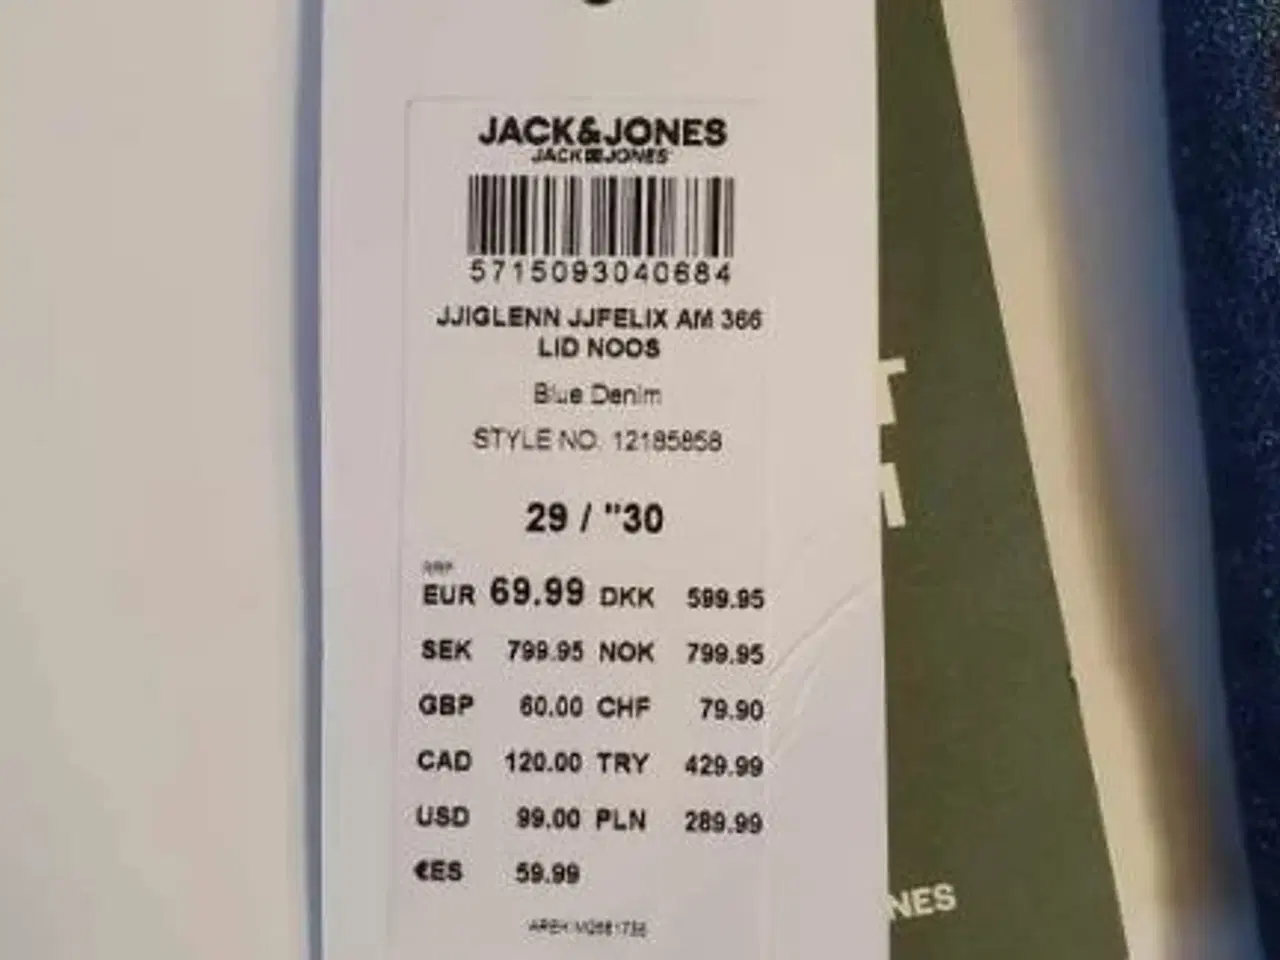 JACK&JONES
JACK&JONES
5715093040684
JJIGLENN JJFELIX AM 366
LID NOOS
Blue Denim
STYLE NO. 12185858
29 / "30
RRP
EUR 69.99 DKK 599.95
SEK 799.95 NOK 799.95
GBP 60.00 CHF 79.90
CAD 120.00 TRY 429.99
USD 99.00 PLN 289.99
€ES 59.99
NES